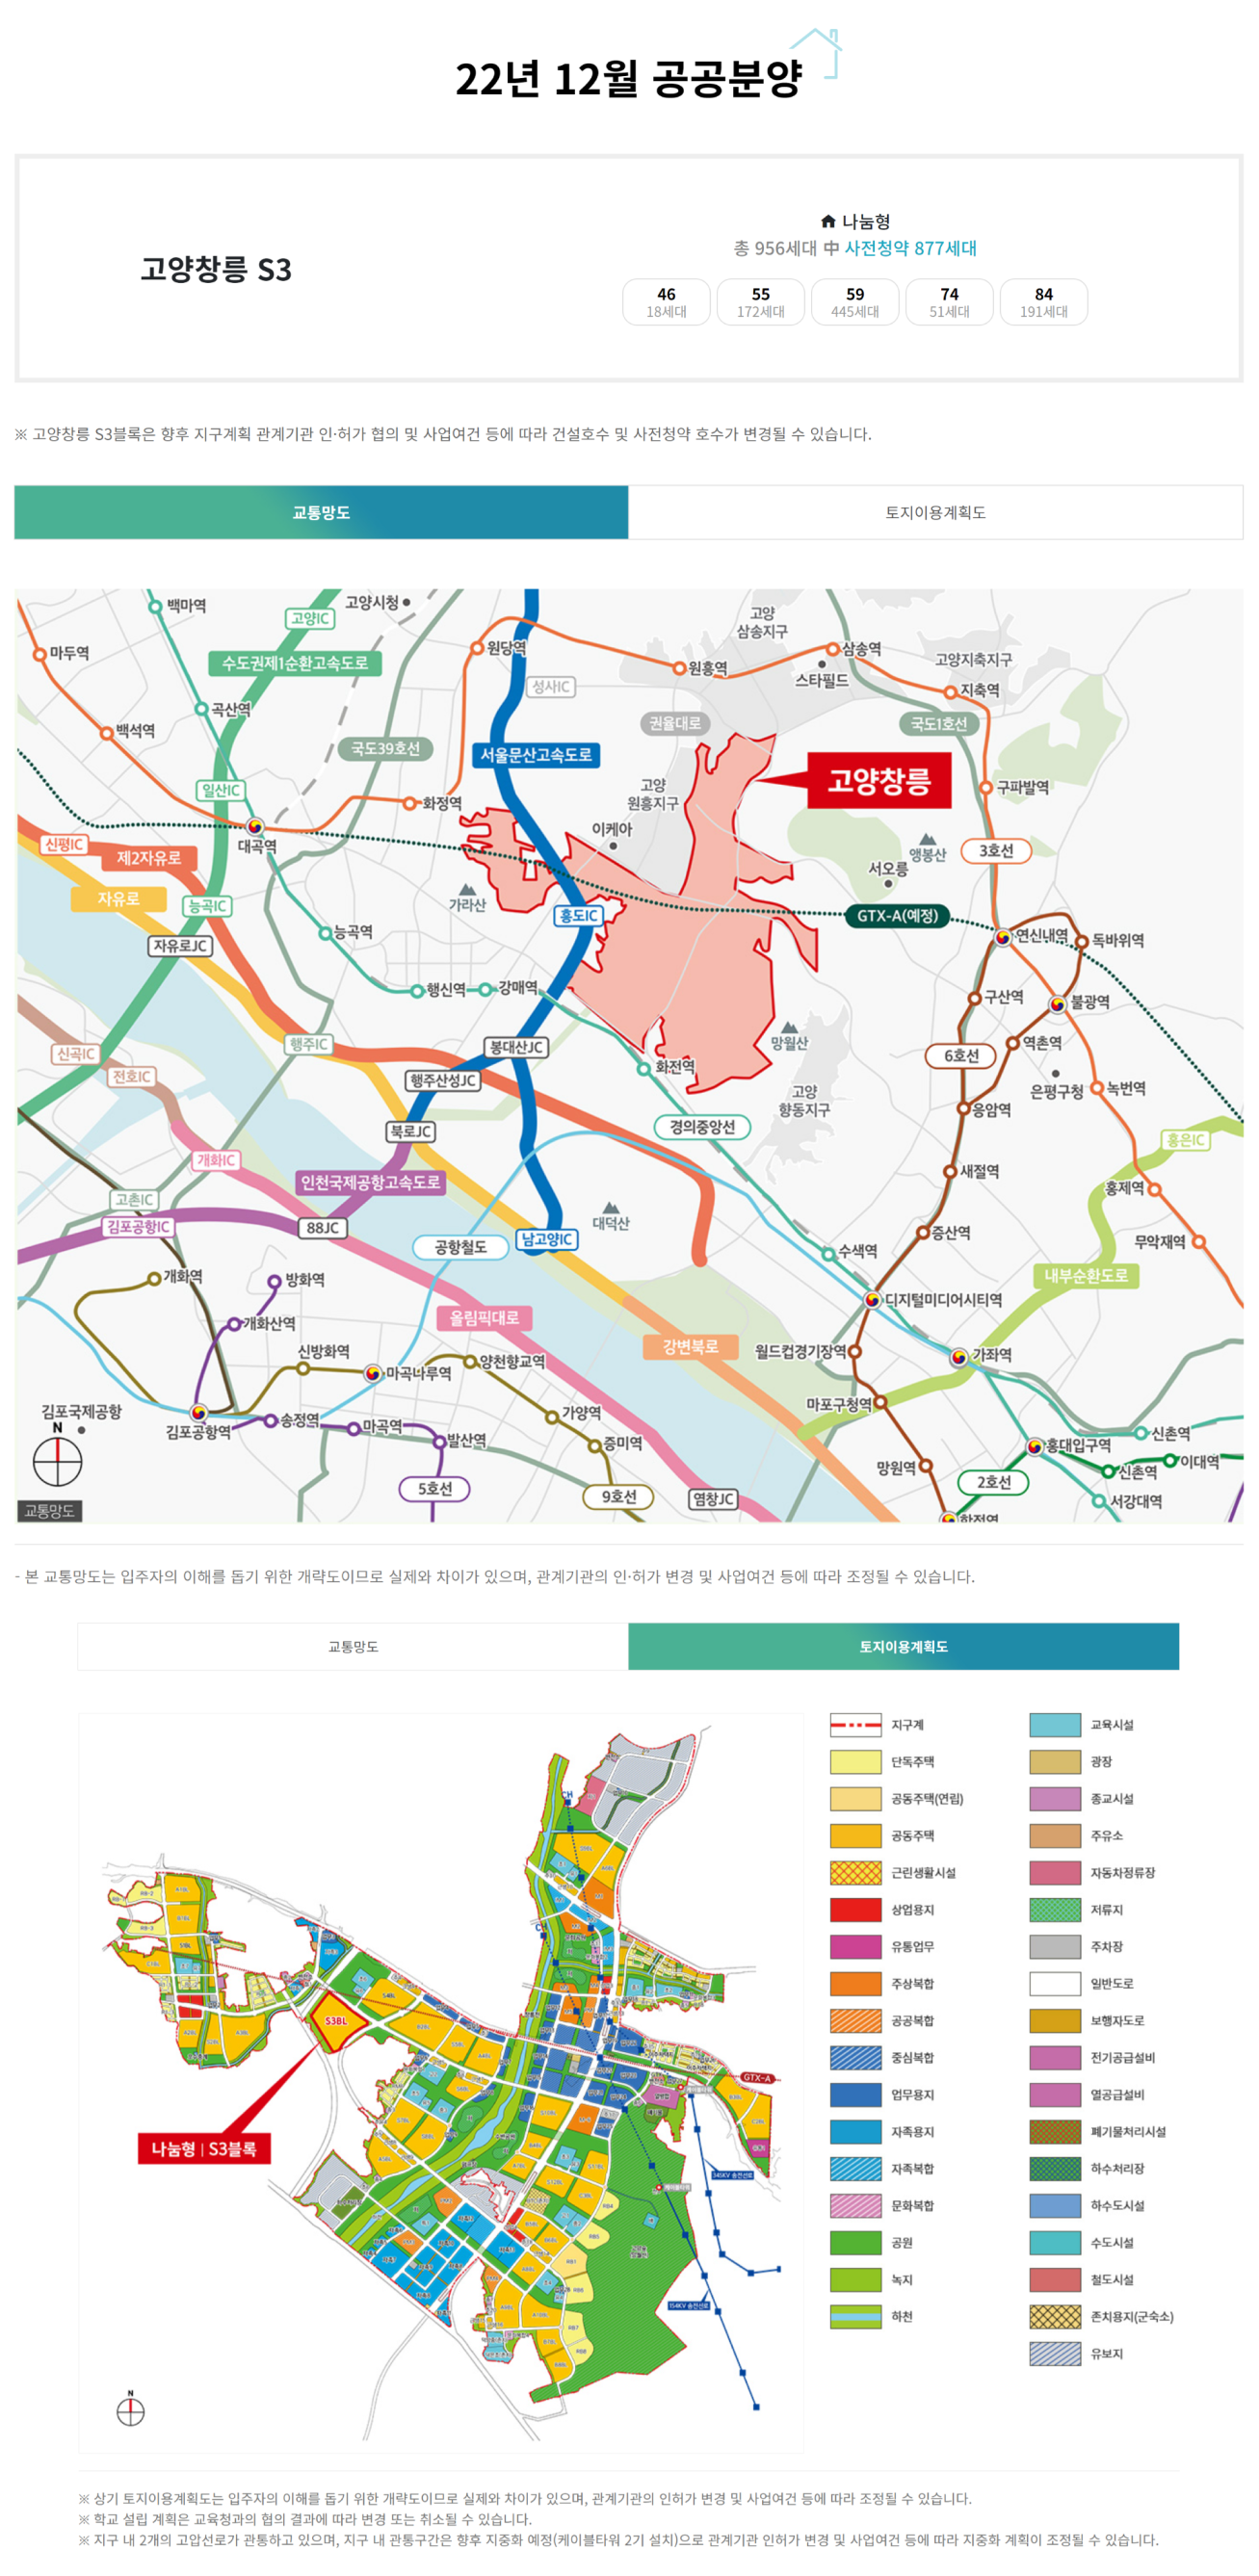 22년 12월 공공분양
고양창릉 S3
나눔형
총 956세대 中 사전청약 877세대
46 55 59 74 84
18세대 172세대 445세대 51세대 191세대
※ 고양창릉 S3블록은 향후 지구계획 관계기관 인·허가 협의 및 사업여건 등에 따라 건설호수 및 사전청약 호수가 변경될 수 있습니다.
교통망도 토지이용계획도
백마역
고양IC
고양시청
고양
삼송지구
마두역
수도권제1순환고속도로
원당역
원흥역
삼송역
스타필드
고양지축지구
지축역
성사IC
곡산역
백석역
국도39호선
서울문산고속도로
권율대로
국도1호선
고양창릉
고양
원흥지구
구파발역
일산IC
화정역
이케아
대곡역
신평IC
제2자유로
앵봉산
3호선
서오릉
자유로
능곡IC
가라산
홍도IC
GTX-A(예정)
자유로JC
능곡역
연신내역
독바위역
행신역
강매역
구산역
불광역
신곡IC
행주IC
봉대산JC
망월산
역촌역
6호선
전호IC
행주산성JC
화전역
고양
향동지구
은평구청
녹번역
응암역
북로JC
경의중앙선
홍은IC
개화IC
인천국제공항고속도로
새절역
홍제역
고촌IC
김포공항IC
88JC
대덕산
남고양IC
공항철도
증산역
수색역
무악재역
개화역
방화역
내부순환도로
디지털미디어시티역
개화산역
올림픽대로
강변북로
신방화역
마곡나루역
양천향교역
월드컵경기장역
가좌역
김포국제공항
N
김포공항역
송정역
마곡역
발산역
가양역
증미역
마포구청역
홍대입구역
신촌역
신촌역
이대역
망원역
2호선
서강대역
5호선
9호선
염창JC
합정역
교통망도
- 본 교통망도는 입주자의 이해를 돕기 위한 개략도이므로 실제와 차이가 있으며, 관계기관의 인·허가 변경 및 사업여건 등에 따라 조정될 수 있습니다.
교통망도 토지이용계획도
S3BL
나눔형 | S3블록
GTX-A
345KV 송전선로
154KV 송전선로
N
지구계
단독주택
공동주택(연립)
공동주택
근린생활시설
상업용지
유통업무
주상복합
공공복합
중심복합
업무용지
자족용지
자족복합
문화복합
공원
녹지
하천
교육시설
광장
종교시설
주유소
자동차정류장
저류지
주차장
일반도로
보행자도로
전기공급설비
열공급설비
폐기물처리시설
하수처리장
하수도시설
수도시설
철도시설
존치용지(군숙소)
유보지
※ 상기 토지이용계획도는 입주자의 이해를 돕기 위한 개략도이므로 실제와 차이가 있으며, 관계기관의 인허가 변경 및 사업여건 등에 따라 조정될 수 있습니다.
※ 학교 설립 계획은 교육청과의 협의 결과에 따라 변경 또는 취소될 수 있습니다.
※ 지구 내 2개의 고압선로가 관통하고 있으며, 지구 내 관통구간은 향후 지중화 예정(케이블타워 2기 설치)으로 관계기관 인허가 변경 및 사업여건 등에 따라 지중화 계획이 조정될 수 있습니다.